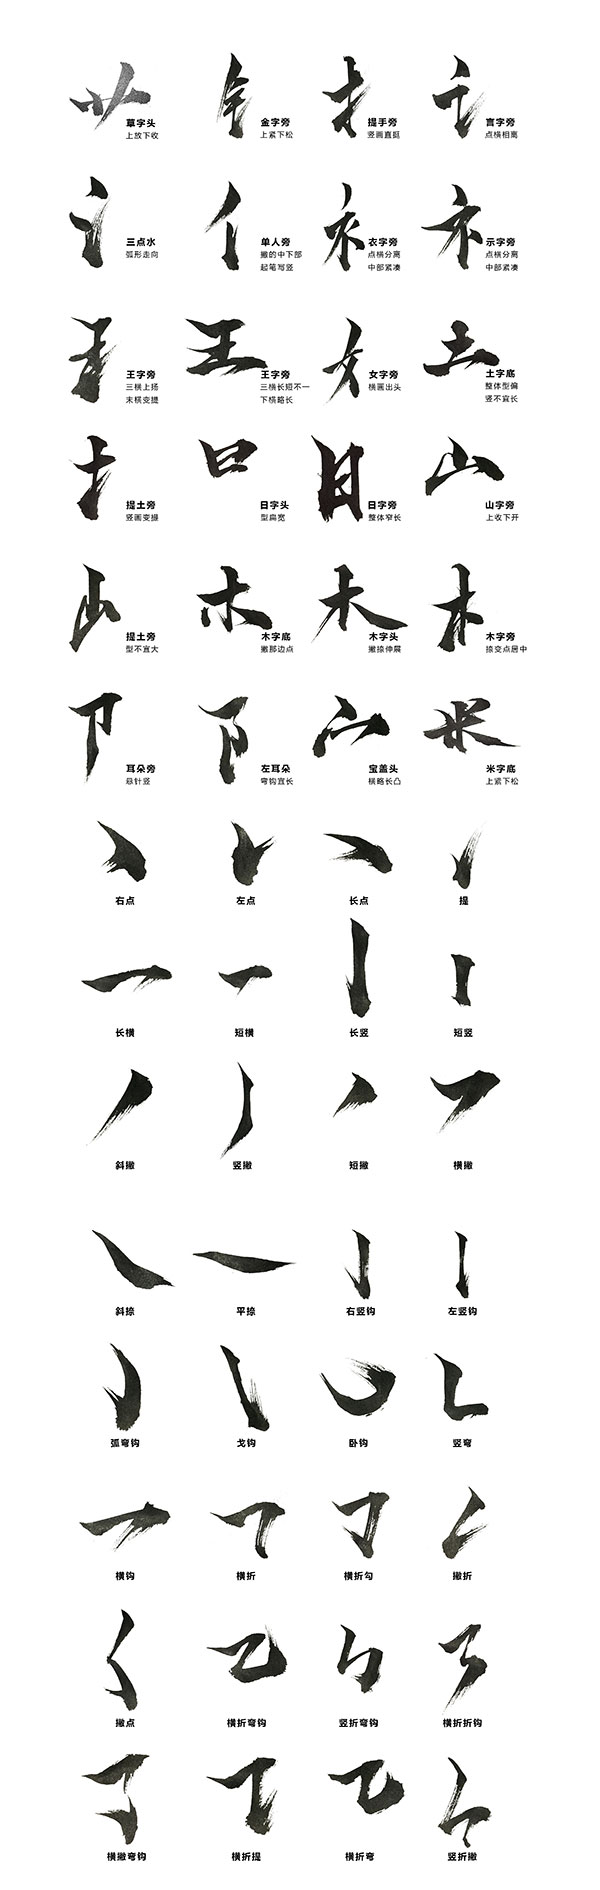 草字头
上放下收
金字旁
上紧下松
提手旁
竖画直挺
言字旁
点横相离
三点水
弧形走向
单人旁
撇的中下部
起笔写竖
衣字旁
点横分离
中部紧凑
示字旁
点横分离
中部紧凑
王字旁
三横上扬
末横变提
王字旁
三横长短不一
下横略长
女字旁
横画出头
土字底
整体型偏
竖不宜长
提土旁
竖画变提
日字头
型扁宽
日字旁
整体窄长
山字旁
上收下开
提土旁
型不宜大
木字底
撇那边点
木字头
撇捺伸展
木字旁
捺变点居中
耳朵旁
悬针竖
左耳朵
弯钩宜长
宝盖头
横略长凸
米字底
上紧下松
右点
左点
长点
提
长横
短横
长竖
短竖
斜撇
竖撇
短撇
横撇
斜捺
平捺
右竖钩
左竖钩
弧弯钩
戈钩
卧钩
竖弯
横钩
横折
横折勾
撇折
撇点
横折弯钩
竖折弯钩
横折折钩
横撇弯钩
横折提
横折弯
竖折撇